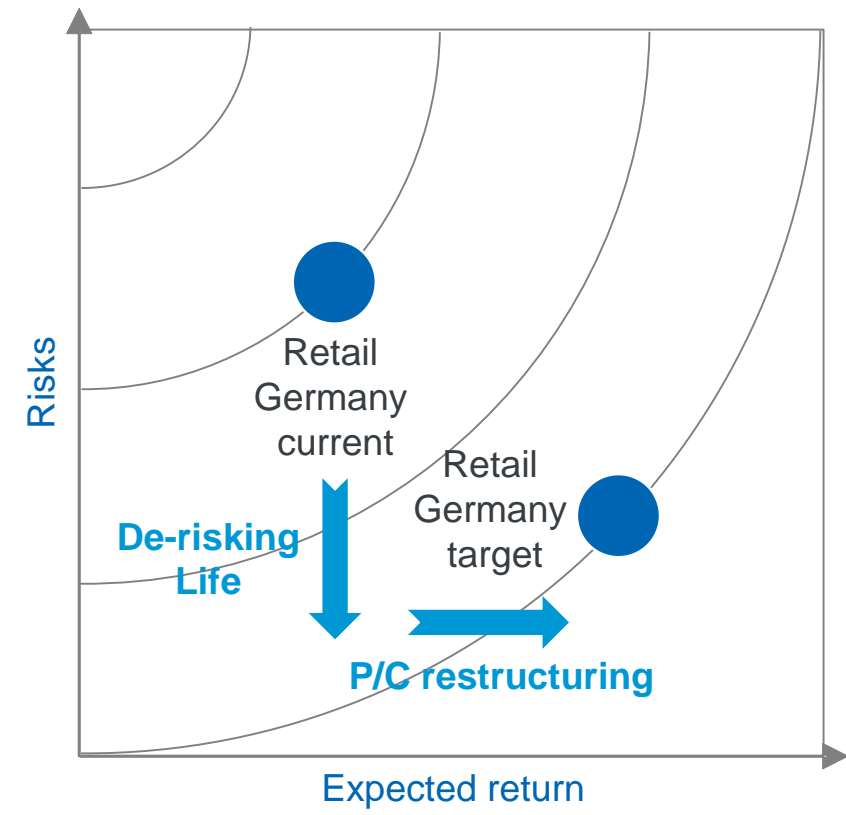 Risks
Retail
Germany
current
Retail
Germany
target
De-risking
Life
P/C restructuring
Expected return